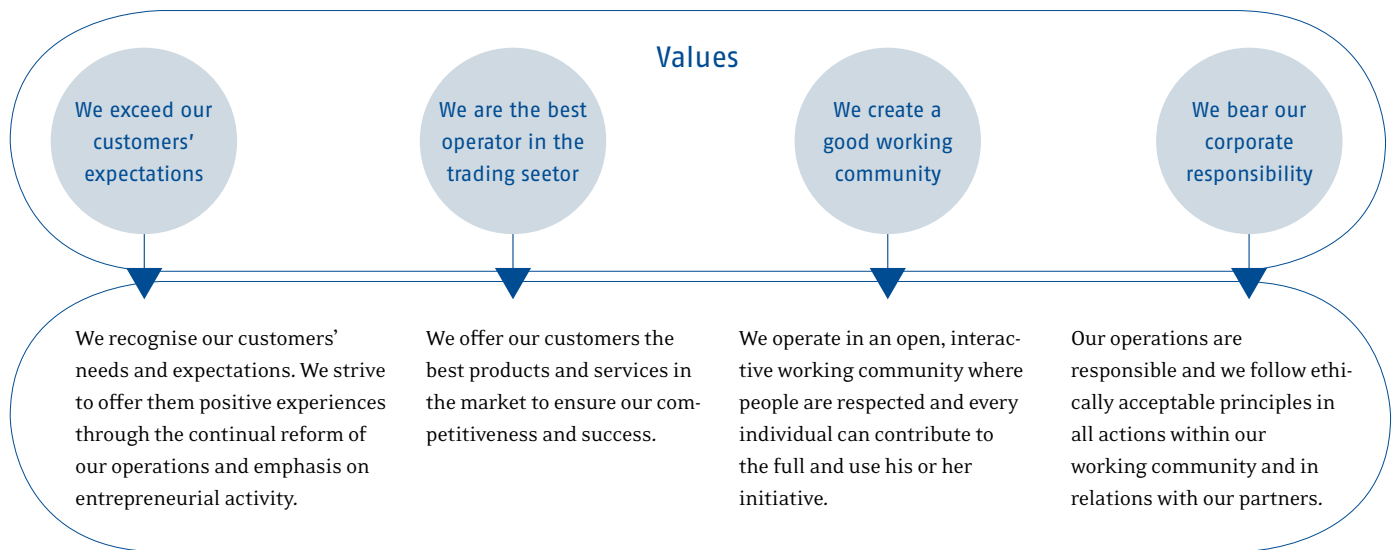 Values
We exceed our
customers'
expectations
We are the best
operator in the
trading seetor
We create a
good working
community
We bear our
corporate
responsibility
We recognise our customers’
needs and expectations. We strive
to offer them positive experiences
through the continual reform of
our operations and emphasis on
entrepreneurial activity.
We offer our customers the
best products and services in
the market to ensure our com-
petitiveness and success.
We operate in an open, interac-
tive working community where
people are respected and every
individual can contribute to
the full and use his or her
initiative.
Our operations are
responsible and we follow ethi-
cally acceptable principles in
all actions within our
working community and in
relations with our partners.